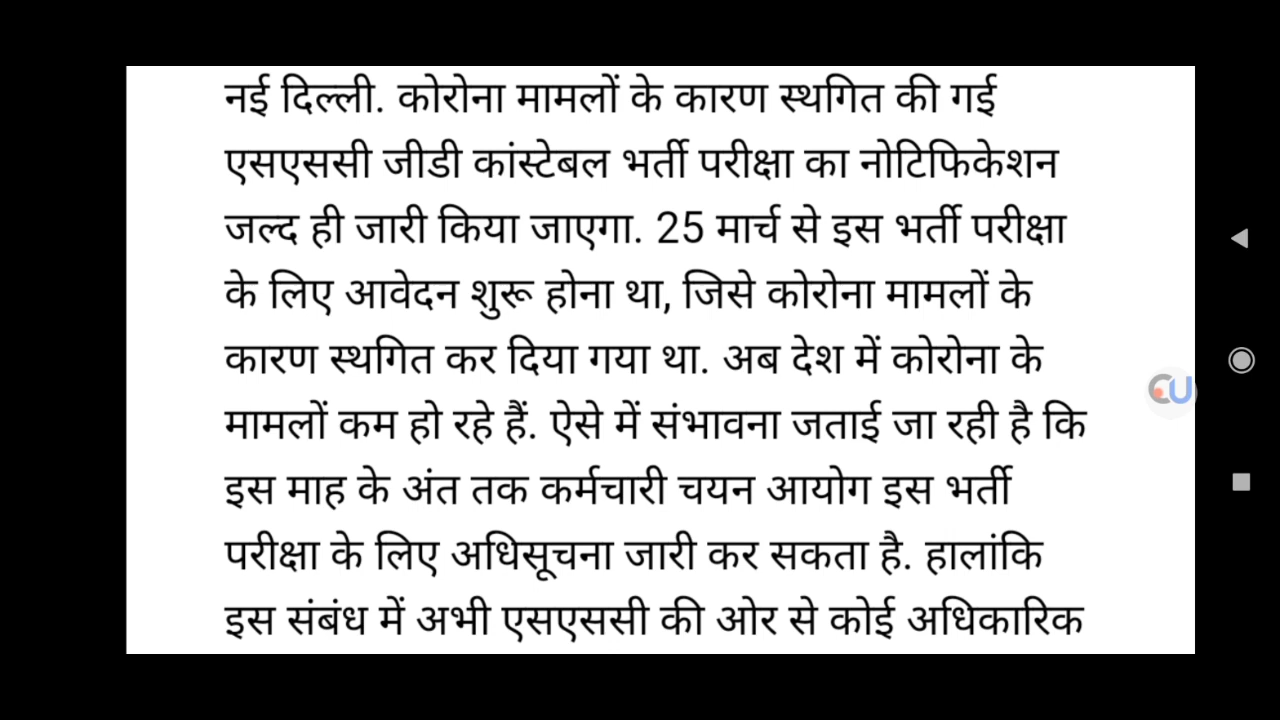 नई दिल्ली. कोरोना मामलों के कारण स्थगित की गई
एसएससी जीडी कांस्टेबल भर्ती परीक्षा का नोटिफिकेशन
जल्द ही जारी किया जाएगा. 25 मार्च से इस भर्ती परीक्षा
के लिए आवेदन शुरू होना था, जिसे कोरोना मामलों के
कारण स्थगित कर दिया गया था. अब देश में कोरोना के
मामलों कम हो रहे हैं. ऐसे में संभावना जताई जा रही है कि
इस माह के अंत तक कर्मचारी चयन आयोग इस भर्ती
परीक्षा के लिए अधिसूचना जारी कर सकता है. हालांकि
इस संबंध में अभी एसएससी की ओर से कोई अधिकारिक
CU